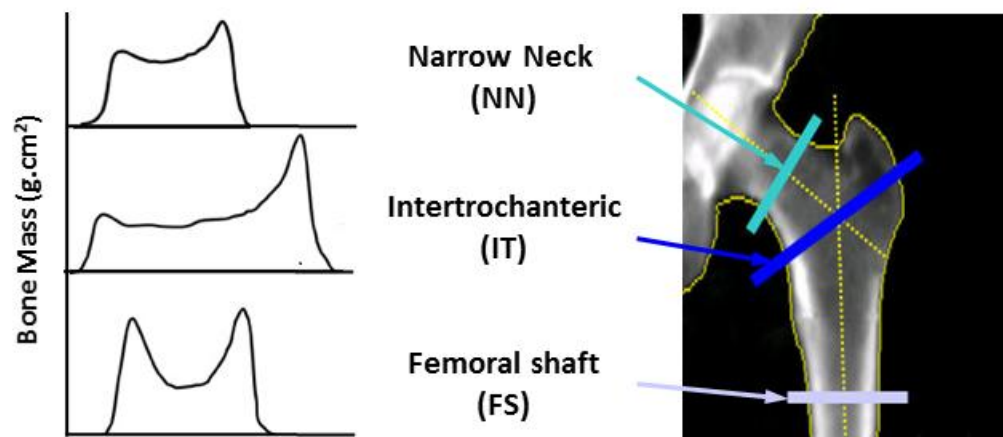 Bone Mass (g.cm²)
Narrow Neck
(NN)
Intertrochanteric
(IT)
Femoral shaft
(FS)